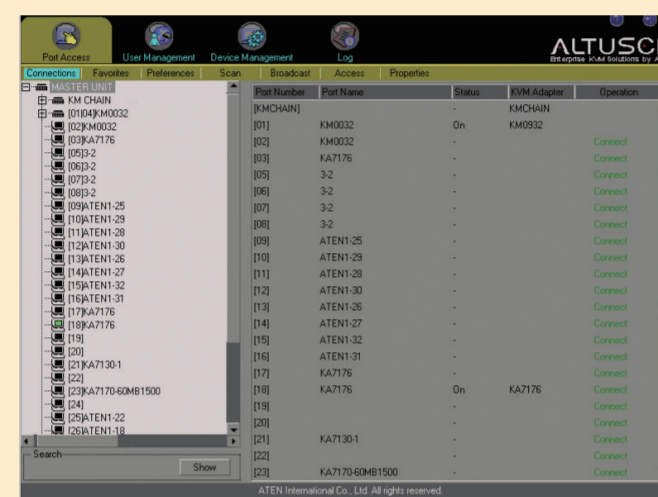 Port Access User Management Device Management Log
ALTUSC
Enterprise KVM Solutions by A
Connections Favorites Preferences Scan Broadcast Access Properties
MASTER UNIT
KM CHAIN
[01|04]KM0032
[02]KM0032
[03]KA7176
[05]3-2
[06]3-2
[07]3-2
[08]3-2
[09]ATEN1-25
[10]ATEN1-29
[11]ATEN1-28
[12]ATEN1-30
[13]ATEN1-26
[14]ATEN1-27
[15]ATEN1-32
[16]ATEN1-31
[17]KA7176
[18]KA7176
[19]
[20]
[21]KA7130-1
[22]
[23]KA7170-60MB1500
[24]
[25]ATEN1-22
[26]ATEN1-18
Search
Show
Port Number Port Name Status KVM Adapter Operation
[KMCHAIN] - KMCHAIN
[01] KM0032 On KM0932
[02] KM0032 - Connect
[03] KA7176 - Connect
[05] 3-2 - Connect
[06] 3-2 - Connect
[07] 3-2 - Connect
[08] 3-2 - Connect
[09] ATEN1-25 - Connect
[10] ATEN1-29 - Connect
[11] ATEN1-28 - Connect
[12] ATEN1-30 - Connect
[13] ATEN1-26 - Connect
[14] ATEN1-27 - Connect
[15] ATEN1-32 - Connect
[16] ATEN1-31 - Connect
[17] KA7176 - Connect
[18] KA7176 On KA7176 Connect
[19] - Connect
[20] - Connect
[21] KA7130-1 - Connect
[22] - Connect
[23] KA7170-60MB1500 - Connect
ATEN International Co., Ltd. All rights reserved.